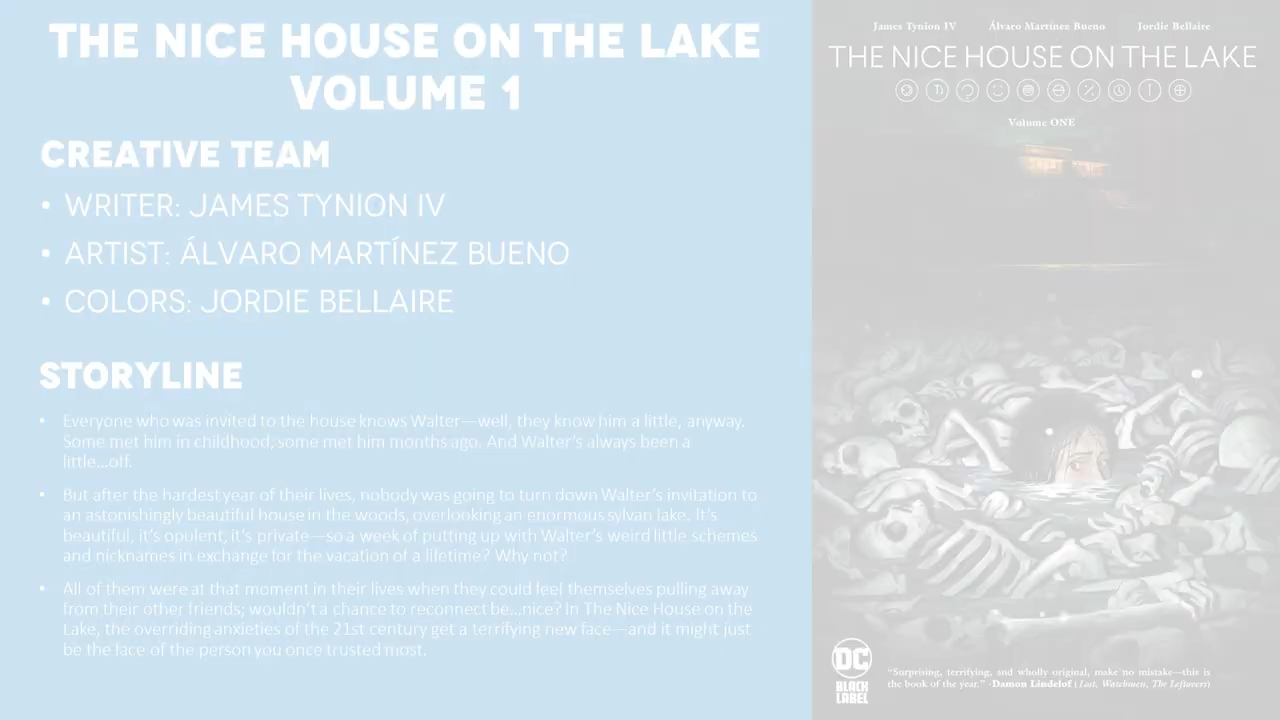 THE NICE HOUSE ON THE LAKE
VOLUME 1
CREATIVE TEAM
• WRITER: JAMES TYNION IV
• ARTIST: ÁLVARO MARTÍNEZ BUENO
• COLORS: JORDIE BELLAIRE
STORYLINE
• Everyone who was invited to the house knows Walter—well, they know him a little, anyway.
Some met him in childhood; some met him months ago. And Walter's always been a
little...off.
• But after the hardest year of their lives, nobody was going to turn down Walter's invitation to
an astonishingly beautiful house in the woods, overlooking an enormous sylvan lake. It's
beautiful, it's opulent, it's private—so a week of putting up with Walter's weird little schemes
and nicknames in exchange for the vacation of a lifetime? Why not?
• All of them were at that moment in their lives when they could feel themselves pulling away
from their other friends; wouldn't a chance to reconnect be...nice? In The Nice House on the
Lake, the overriding anxieties of the 21st century get a terrifying new face—and it might just
be the face of the person you once trusted most.
James Tynion IV Álvaro Martínez Bueno Jordie Bellaire
THE NICE HOUSE ON THE LAKE
Volume ONE
DC
BLACK
LABEL
"Surprising, terrifying, and wholly original, make no mistake—this is
the book of the year." -Damon Lindelof (Lost, Watchmen, The Leftovers)